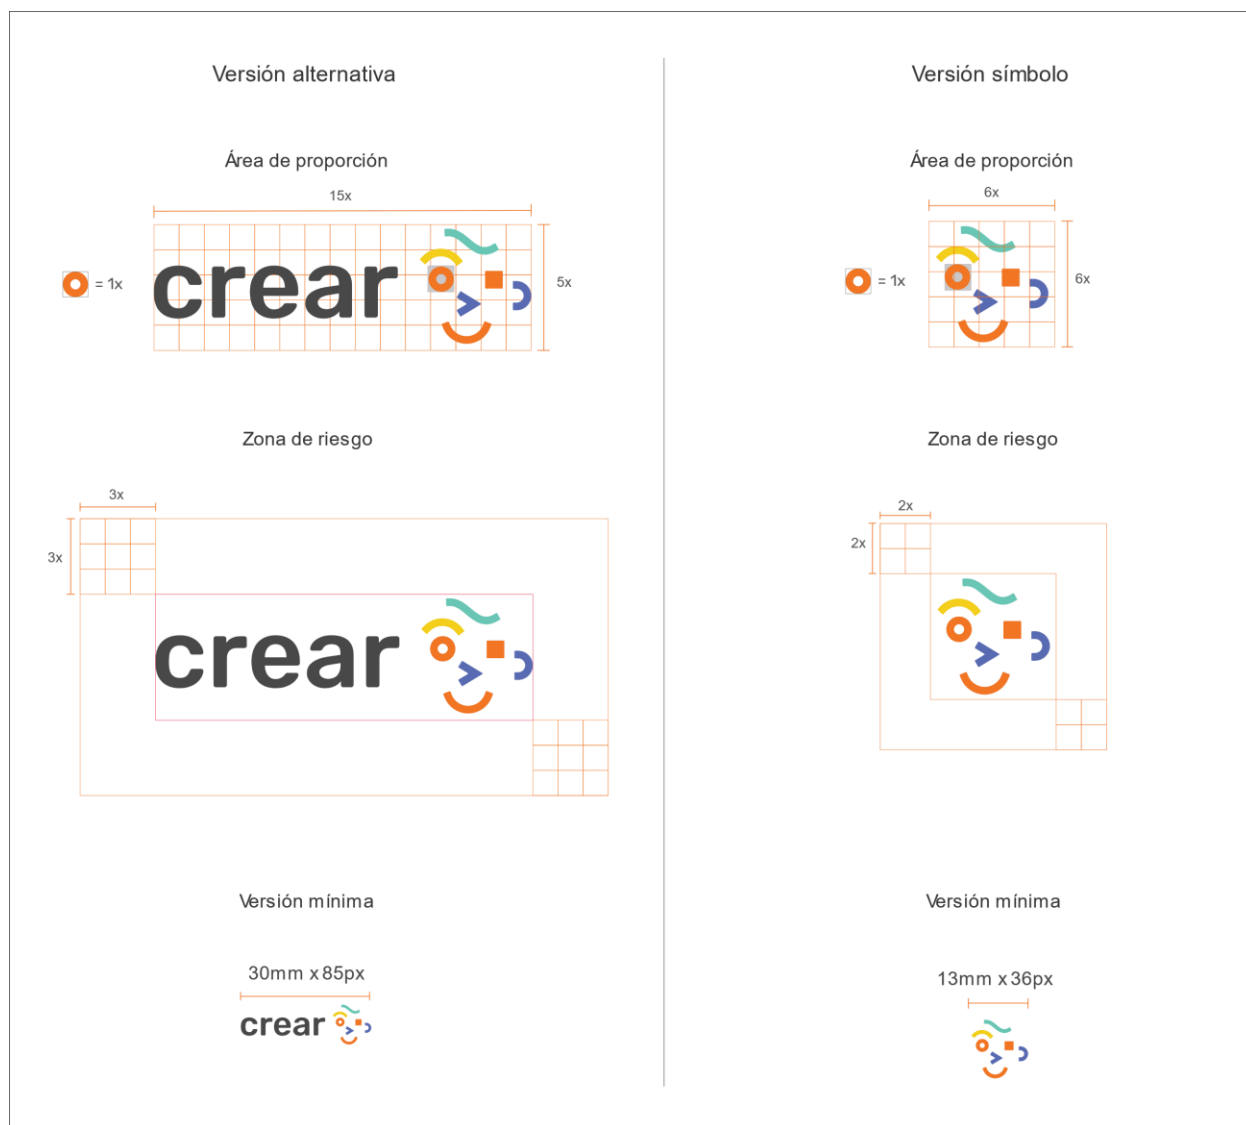 Versión alternativa
Área de proporción
15x
= 1x
crear
5x
Zona de riesgo
3x
3x
crear
Versión mínima
30mm x 85px
crear
Versión símbolo
Área de proporción
6x
= 1x
6x
Zona de riesgo
2x
2x
Versión mínima
13mm x 36px